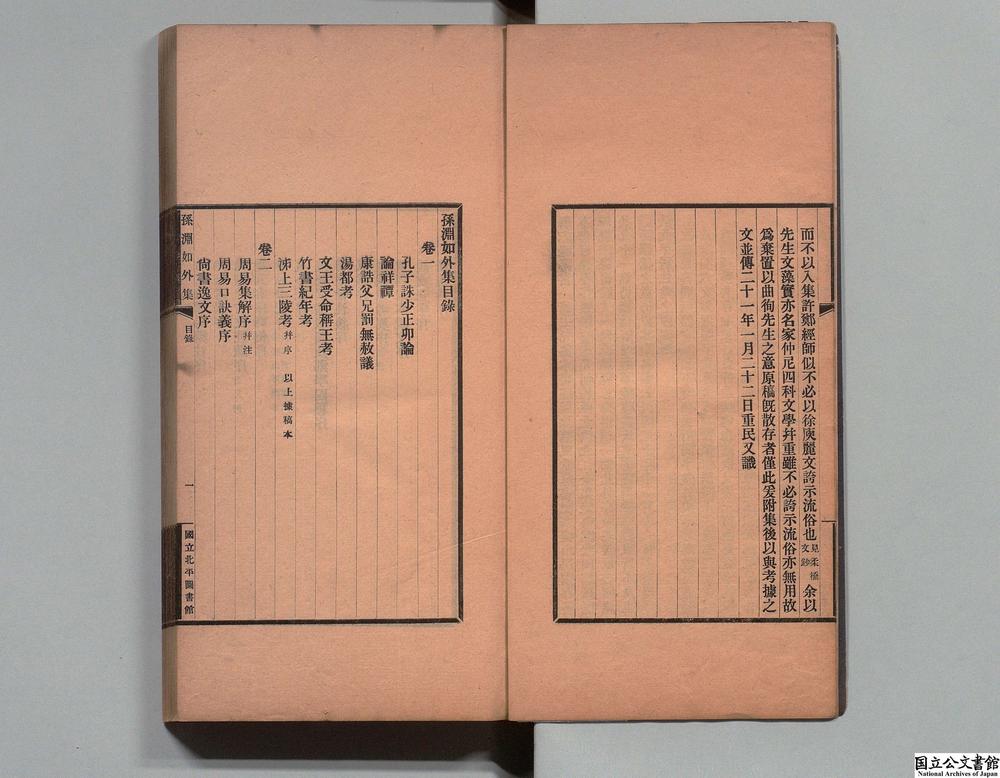 而不以入集許鄭經師似不必以徐庾麗文誇示流俗也見柔橋文鈔余以
先生文藻實亦名家仲尼四科文學幷重雖不必誇示流俗亦無用故
爲棄置以曲徇先生之意原稿旣散存者僅此爰附集後以與考據之
文並傳二十一年一月二十二日重民又識
孫淵如外集目錄
卷一
孔子誅少正卯論
論祥禫
康誥父兄罰無赦議
湯都考
文王受命稱王考
竹書紀年考
泲上三陵考幷序 以上據稿本
卷二
周易集解序幷注
周易口訣義序
尙書逸文序
孫淵如外集 目錄 一 國立北平圖書館
国立公文書館
National Archives of Japan